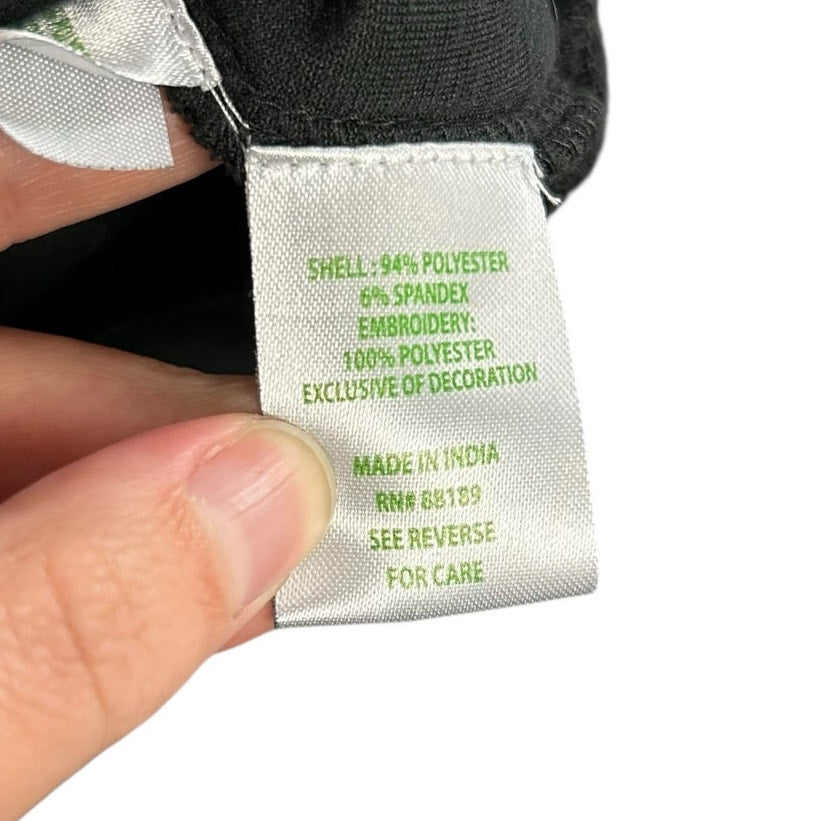 SHELL : 94% POLYESTER
6% SPANDEX
EMBROIDERY:
100% POLYESTER
EXCLUSIVE OF DECORATION
MADE IN INDIA
RN# 88189
SEE REVERSE
FOR CARE